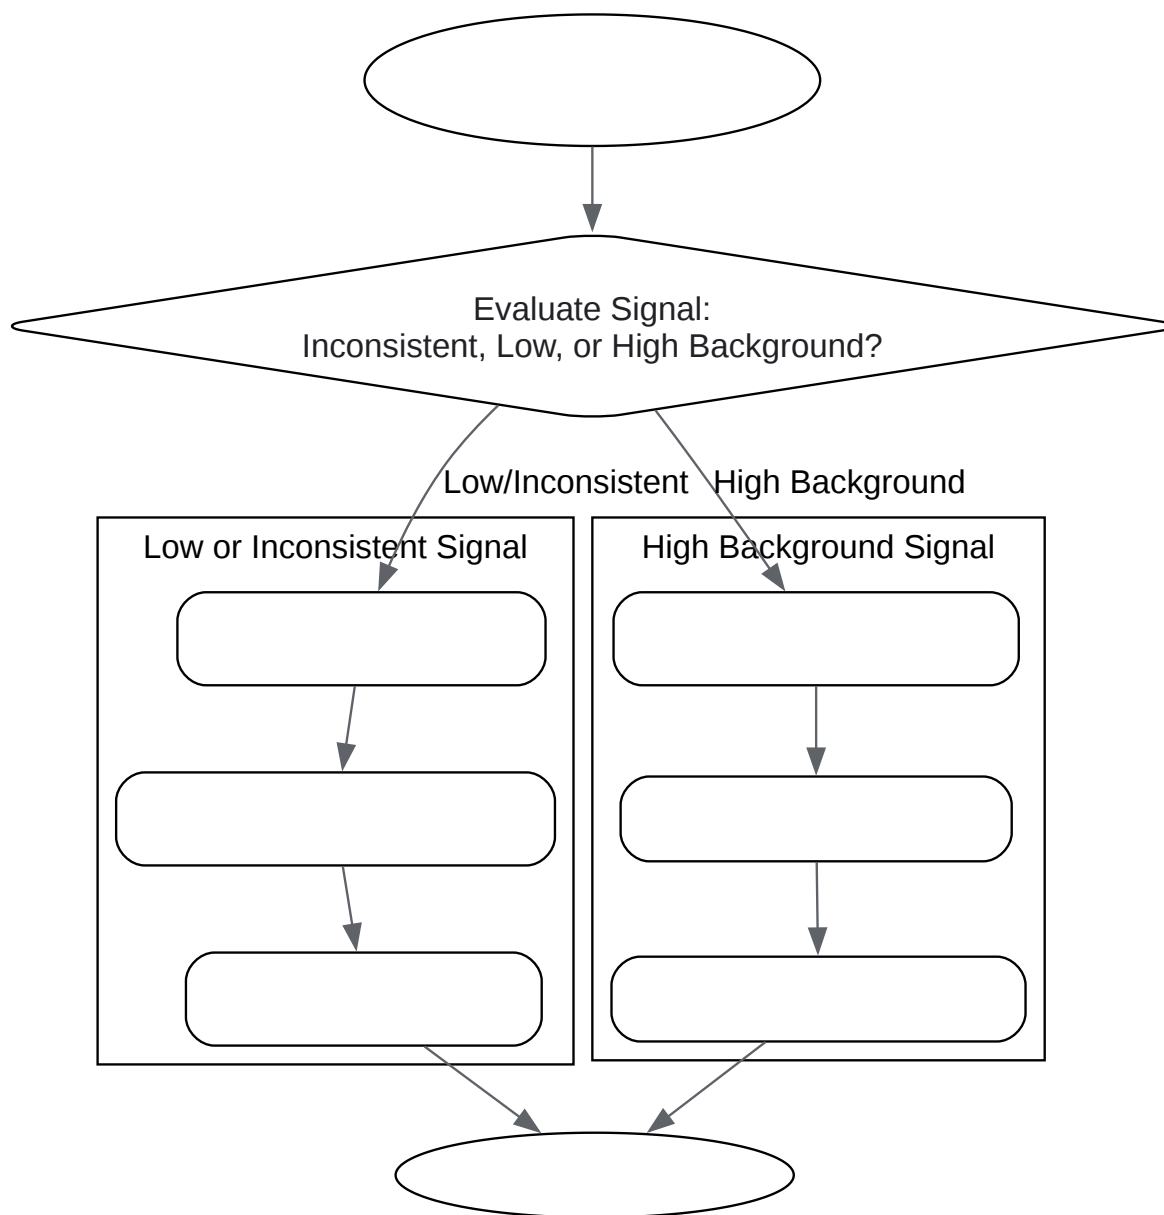 Evaluate Signal:
Inconsistent, Low, or High Background?
Low/Inconsistent
High Background
Low or Inconsistent Signal
High Background Signal